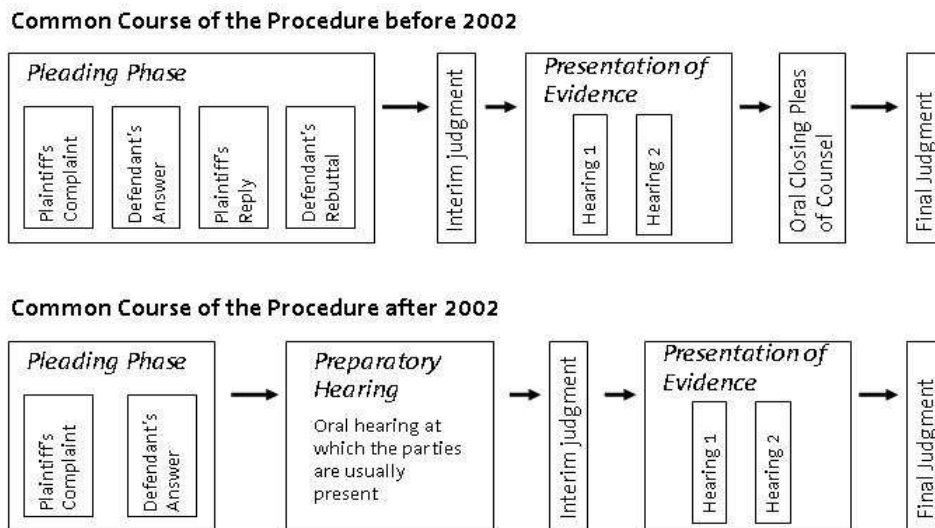 Common Course of the Procedure before 2002
Pleading Phase
Plaintiff's
Complaint
Defendant's
Answer
Plaintiff's
Reply
Defendant's
Rebuttal
Interim judgment
Presentation of
Evidence
Hearing 1
Hearing 2
Oral Closing Pleas
of Counsel
Final Judgment
Common Course of the Procedure after 2002
Pleading Phase
Plaintiff's
Complaint
Defendant's
Answer
Preparatory
Hearing
Oral hearing at
which the parties
are usually
present
Interim judgment
Presentation of
Evidence
Hearing 1
Hearing 2
Final Judgment